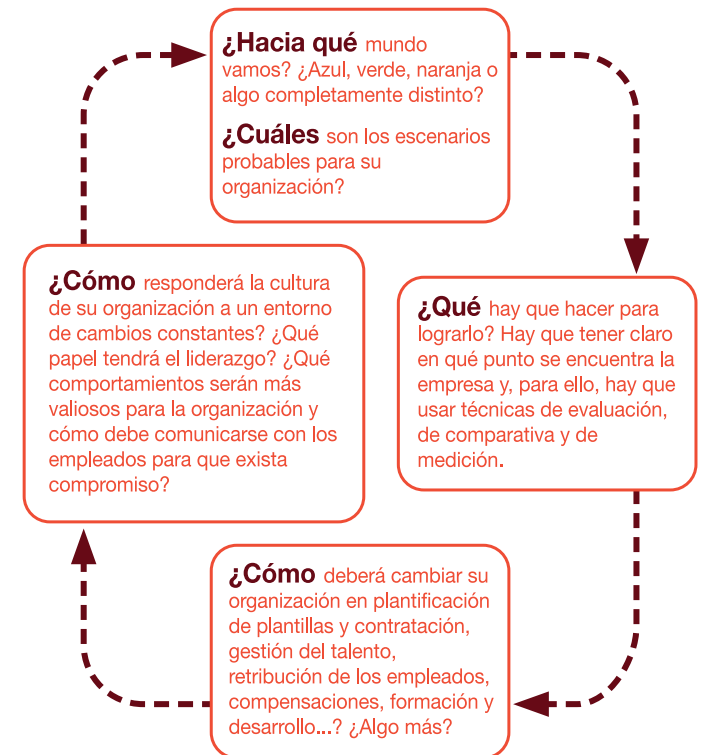 ¿Hacia qué mundo
vamos? ¿Azul, verde, naranja o
algo completamente distinto?
¿Cuáles son los escenarios
probables para su
organización?
¿Qué hay que hacer para
lograrlo? Hay que tener claro
en qué punto se encuentra la
empresa y, para ello, hay que
usar técnicas de evaluación,
de comparativa y de
medición.
¿Cómo deberá cambiar su
organización en plantificación
de plantillas y contratación,
gestión del talento,
retribución de los empleados,
compensaciones, formación y
desarrollo...? ¿Algo más?
¿Cómo responderá la cultura
de su organización a un entorno
de cambios constantes? ¿Qué
papel tendrá el liderazgo? ¿Qué
comportamientos serán más
valiosos para la organización y
cómo debe comunicarse con los
empleados para que exista
compromiso?